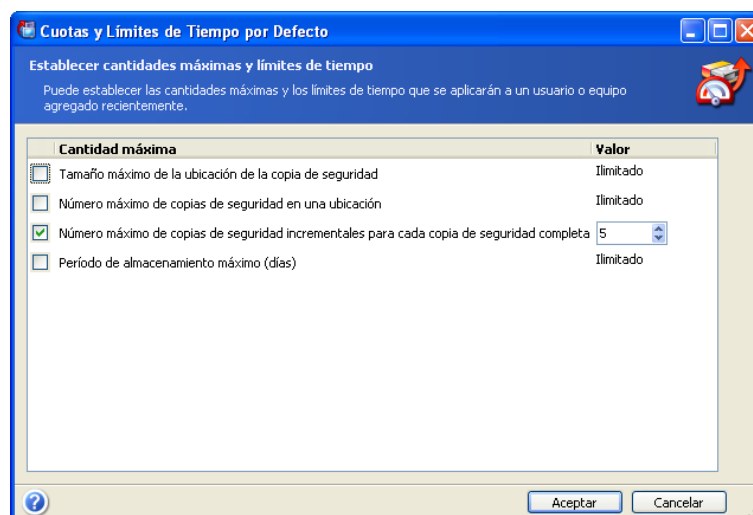 Cuotas y Límites de Tiempo por Defecto
Establecer cantidades máximas y límites de tiempo
Puede establecer las cantidades máximas y los límites de tiempo que se aplicarán a un usuario o equipo
agregado recientemente.
Cantidad máxima Valor
Tamaño máximo de la ubicación de la copia de seguridad Ilimitado
Número máximo de copias de seguridad en una ubicación Ilimitado
Número máximo de copias de seguridad incrementales para cada copia de seguridad completa 5
Período de almacenamiento máximo (días) Ilimitado
Aceptar Cancelar